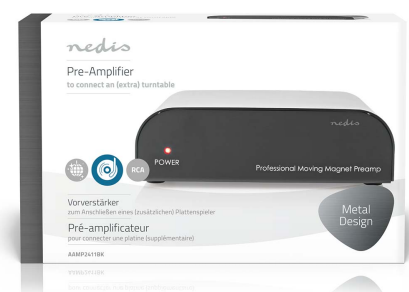 nedis
Pre-Amplifier
to connect an (extra) turntable
nedis
POWER
Professional Moving Magnet Preamp
RCA
Vorverstärker
zum Anschließen eines (zusätzlichen) Plattenspieler
Pré-amplificateur
pour connecter une platine (supplémentaire)
AAMP2411BK
Metal
Design